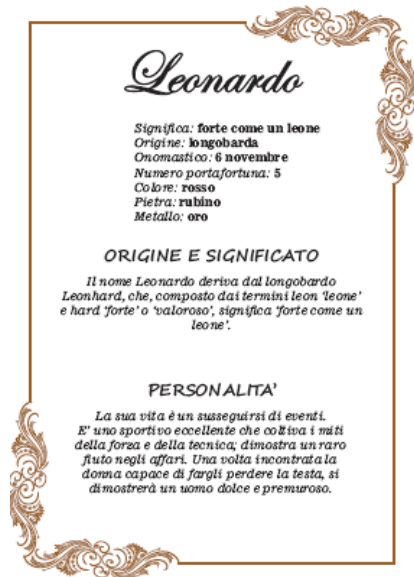 Leonardo
Significa: forte come un leone
Origine: longobarda
Onomastico: 6 novembre
Numero portafortuna: 5
Colore: rosso
Pietra: rubino
Metallo: oro
ORIGINE E SIGNIFICATO
Il nome Leonardo deriva dal longobardo
Leonhard, che, composto dai termini leon 'leone'
e hard 'forte' o 'valoroso', significa 'forte come un
leone'.
PERSONALITA'
La sua vita è un susseguirsi di eventi.
E' uno sportivo eccellente che coltiva i miti
della forza e della tecnica; dimostra un raro
fiuto negli affari. Una volta incontrata la
donna capace di fargli perdere la testa, si
dimostrerà un uomo dolce e premuroso.